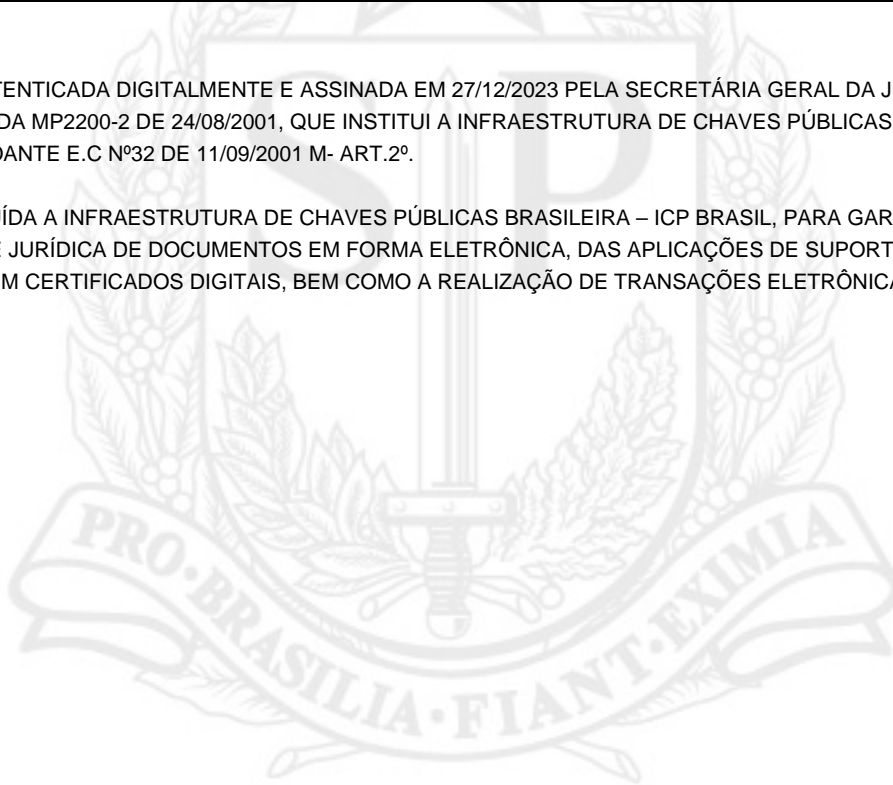 TENTICADA DIGITALMENTE E ASSINADA EM 27/12/2023 PELA SECRETÁRIA GERAL DA J
DA MP2200-2 DE 24/08/2001, QUE INSTITUI A INFRAESTRUTURA DE CHAVES PÚBLICAS
DANTE E.C Nº32 DE 11/09/2001 M- ART.2º.
ÍDA A INFRAESTRUTURA DE CHAVES PÚBLICAS BRASILEIRA – ICP BRASIL, PARA GAR
E JURÍDICA DE DOCUMENTOS EM FORMA ELETRÔNICA, DAS APLICAÇÕES DE SUPORT
M CERTIFICADOS DIGITAIS, BEM COMO A REALIZAÇÃO DE TRANSAÇÕES ELETRÔNICA
SP
PRO·BRASILIA·FIANT·EXIMIA